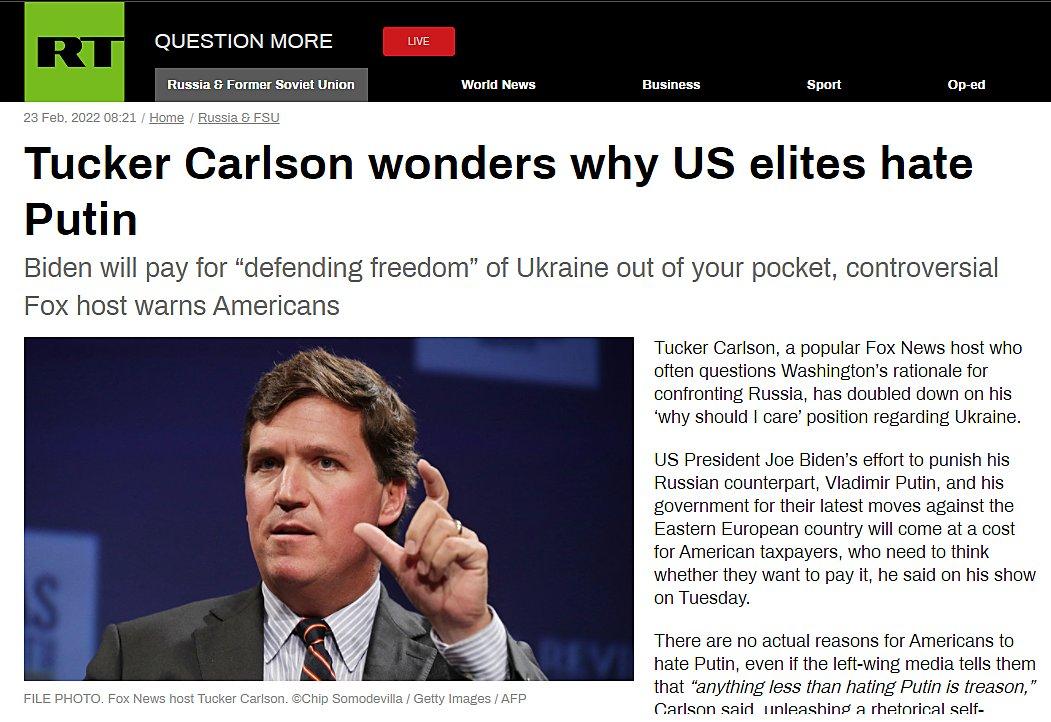 RT
QUESTION MORE
LIVE
Russia & Former Soviet Union
World News
Business
Sport
Op-ed
23 Feb, 2022 08:21 / Home / Russia & FSU
Tucker Carlson wonders why US elites hate
Putin
Biden will pay for “defending freedom” of Ukraine out of your pocket, controversial
Fox host warns Americans
REVI
FILE PHOTO. Fox News host Tucker Carlson. ©Chip Somodevilla / Getty Images / AFP
Tucker Carlson, a popular Fox News host who
often questions Washington’s rationale for
confronting Russia, has doubled down on his
‘why should I care’ position regarding Ukraine.
US President Joe Biden’s effort to punish his
Russian counterpart, Vladimir Putin, and his
government for their latest moves against the
Eastern European country will come at a cost
for American taxpayers, who need to think
whether they want to pay it, he said on his show
on Tuesday.
There are no actual reasons for Americans to
hate Putin, even if the left-wing media tells them
that “anything less than hating Putin is treason,”
Carlson said, unleashing a rhetorical self-